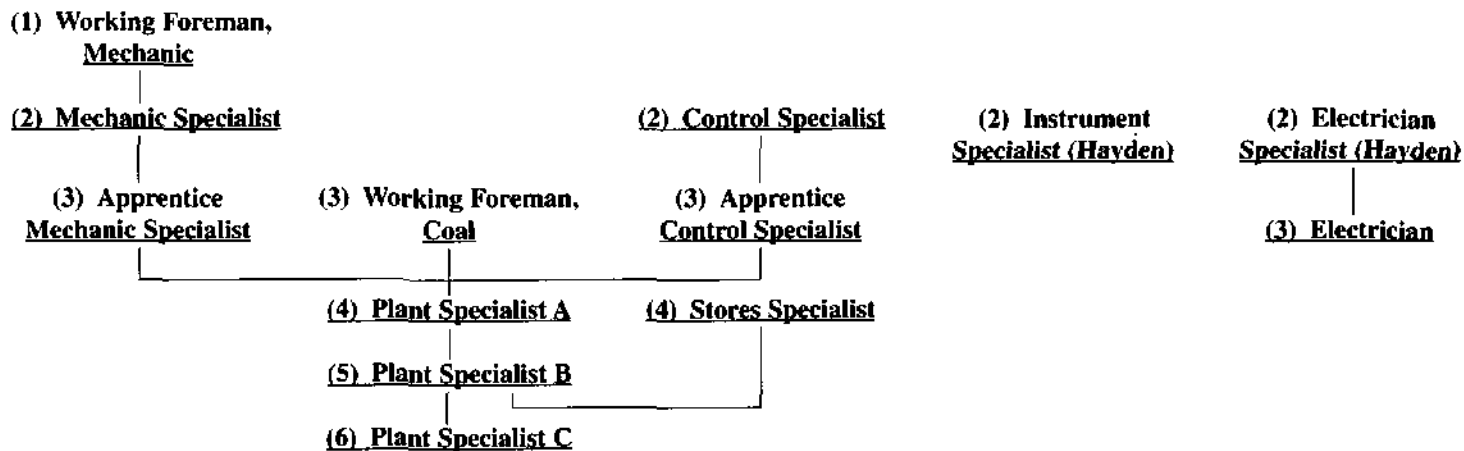 (1) Working Foreman,
Mechanic
(2) Mechanic Specialist
(2) Control Specialist
(2) Instrument
Specialist (Hayden)
(2) Electrician
Specialist (Hayden)
(3) Apprentice
Mechanic Specialist
(3) Working Foreman,
Coal
(3) Apprentice
Control Specialist
(3) Electrician
(4) Plant Specialist A
(4) Stores Specialist
(5) Plant Specialist B
(6) Plant Specialist C